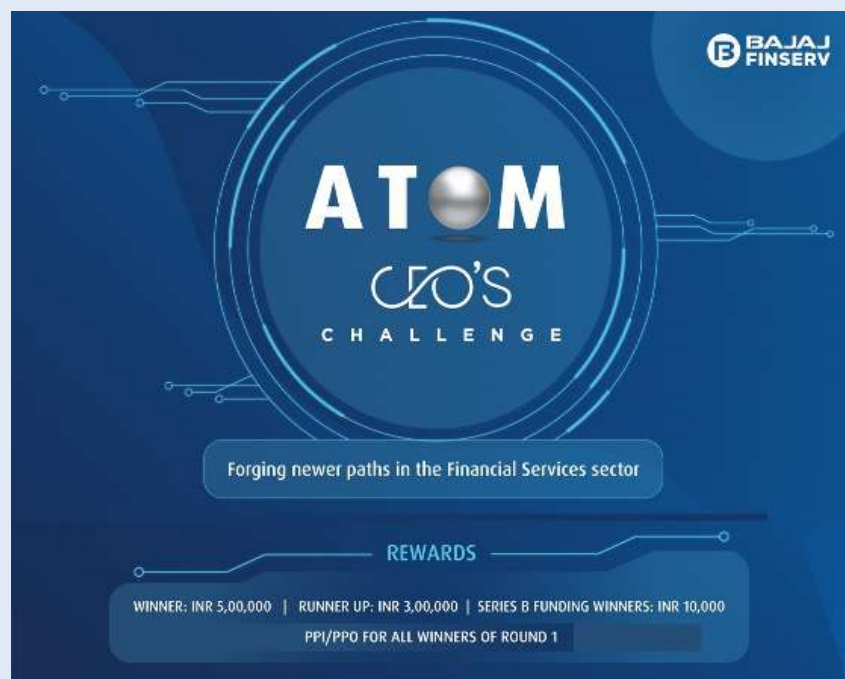 BAJAJ
FINSERV
ATOM
CEO'S
CHALLENGE
Forging newer paths in the Financial Services sector
REWARDS
WINNER: INR 5,00,000 | RUNNER UP: INR 3,00,000 | SERIES B FUNDING WINNERS: INR 10,000
PPI/PPO FOR ALL WINNERS OF ROUND 1